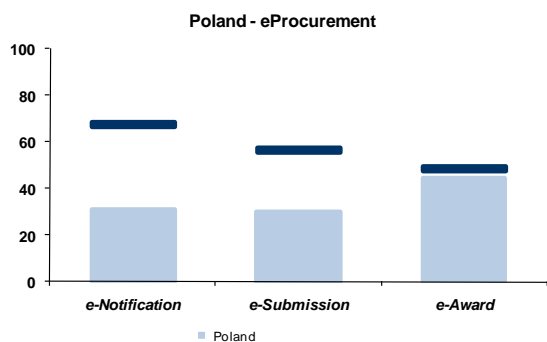 Poland - eProcurement
100
80
60
40
20
0
e-Notification e-Submission e-Award
Poland